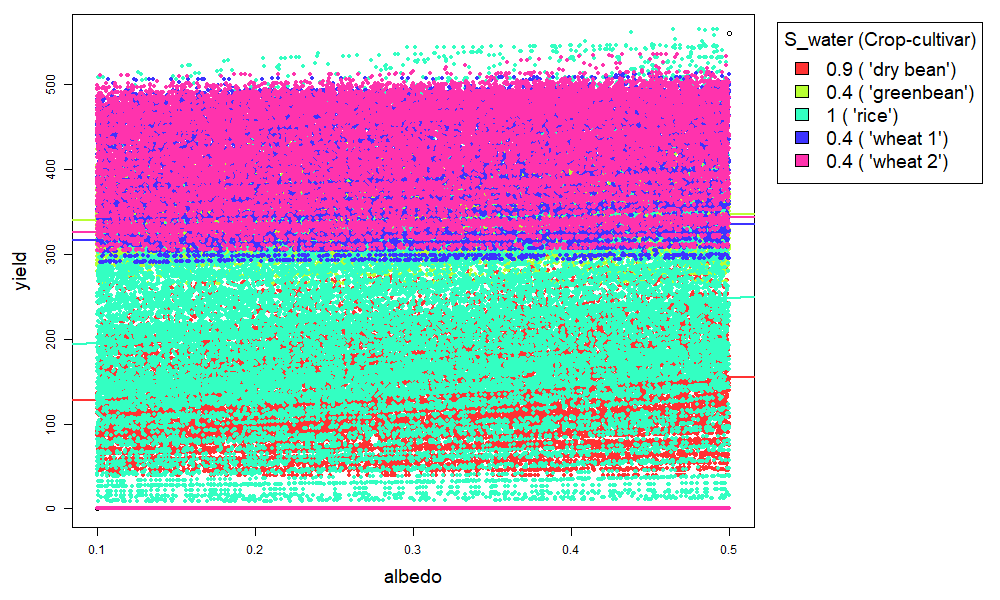 S_water (Crop-cultivar)
0.9 ( 'dry bean')
0.4 ( 'greenbean')
1 ( 'rice')
0.4 ( 'wheat 1')
0.4 ( 'wheat 2')
yield
500
400
300
200
100
0
0.1 0.2 0.3 0.4 0.5
albedo